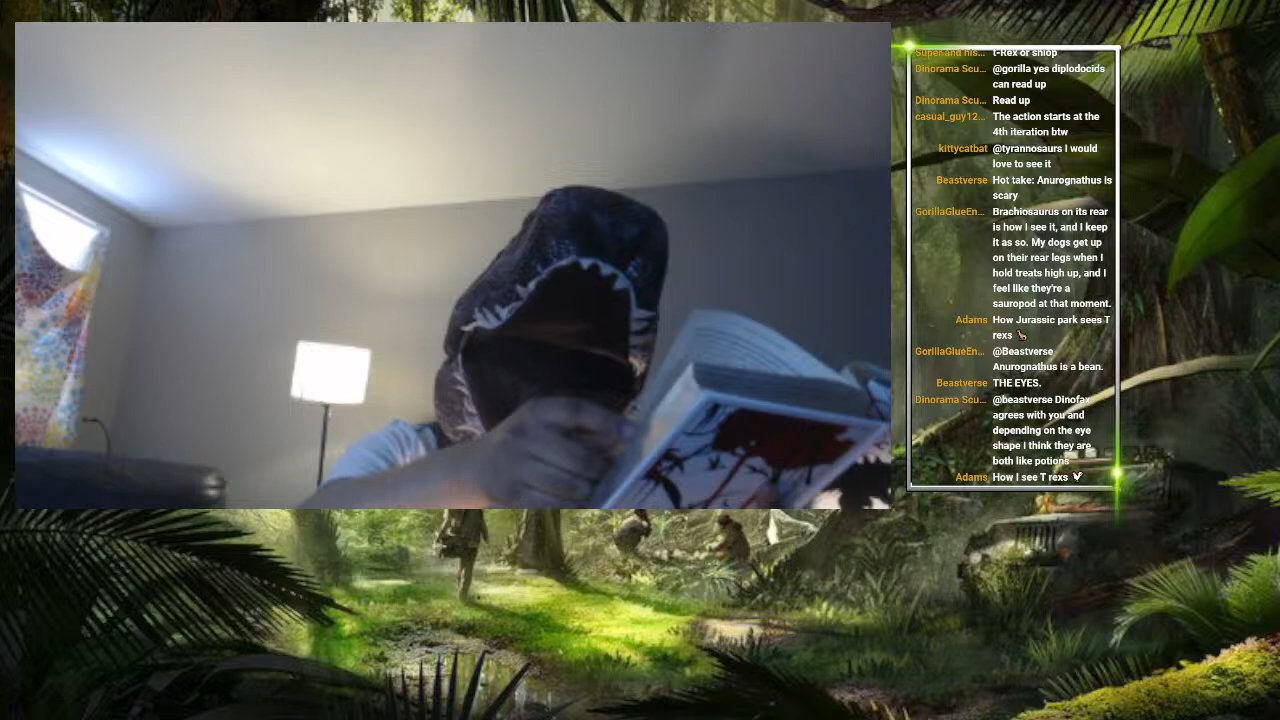 Super and his... t-Rex or shlop
Dinorama Scu... @gorilla yes diplodocids
can read up
Dinorama Scu... Read up
casual_guy12... The action starts at the
4th iteration btw
kittycatbat @tyrannosaurs I would
love to see it
Beastverse Hot take: Anurognathus is
scary
GorillaGlueEn... Brachiosaurus on its rear
is how I see it, and I keep
it as so. My dogs get up
on their rear legs when I
hold treats high up, and I
feel like they're a
sauropod at that moment.
Adams How Jurassic park sees T
rexs 🦖
GorillaGlueEn... @Beastverse
Anurognathus is a bean.
Beastverse THE EYES.
Dinorama Scu... @beastverse Dinofax
agrees with you and
depending on the eye
shape I think they are
both like potions
Adams How I see T rexs